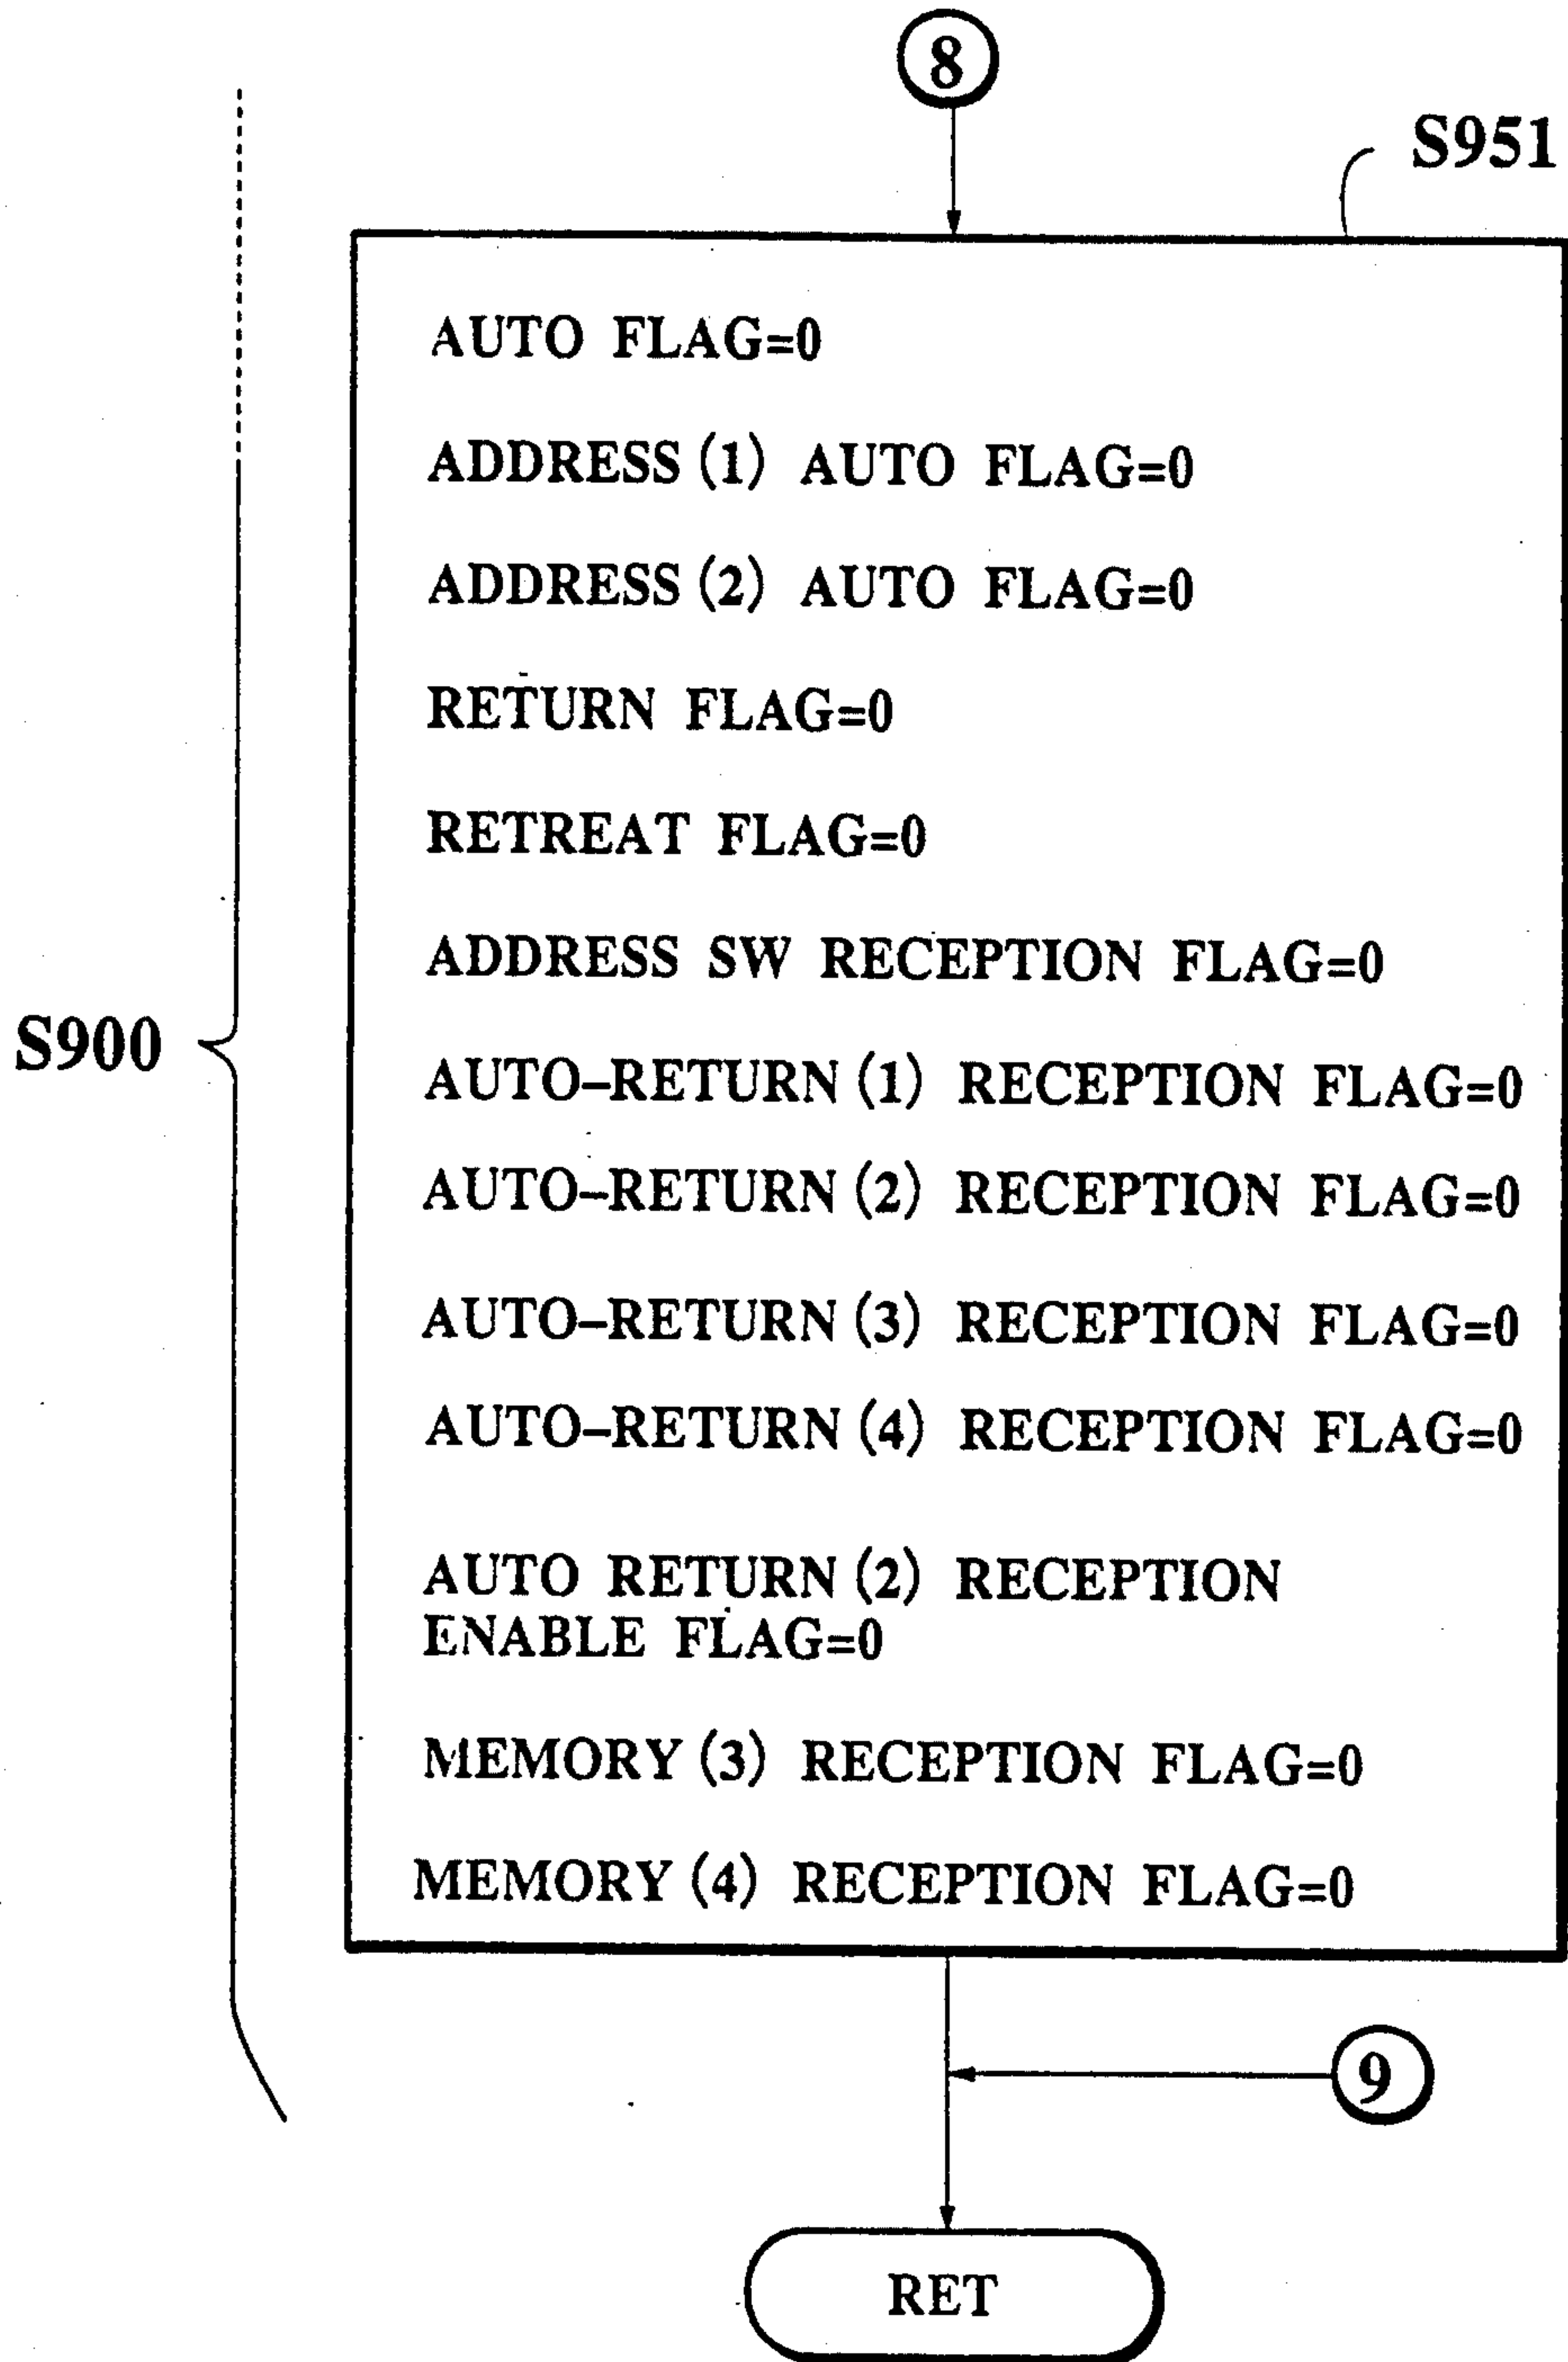 8
S951
AUTO FLAG=0
ADDRESS(1) AUTO FLAG=0
ADDRESS(2) AUTO FLAG=0
RETURN FLAG=0
RETREAT FLAG=0
ADDRESS SW RECEPTION FLAG=0
S900
AUTO-RETURN(1) RECEPTION FLAG=0
AUTO-RETURN(2) RECEPTION FLAG=0
AUTO-RETURN(3) RECEPTION FLAG=0
AUTO-RETURN(4) RECEPTION FLAG=0
AUTO RETURN(2) RECEPTION
ENABLE FLAG=0
MEMORY(3) RECEPTION FLAG=0
MEMORY(4) RECEPTION FLAG=0
9
RET